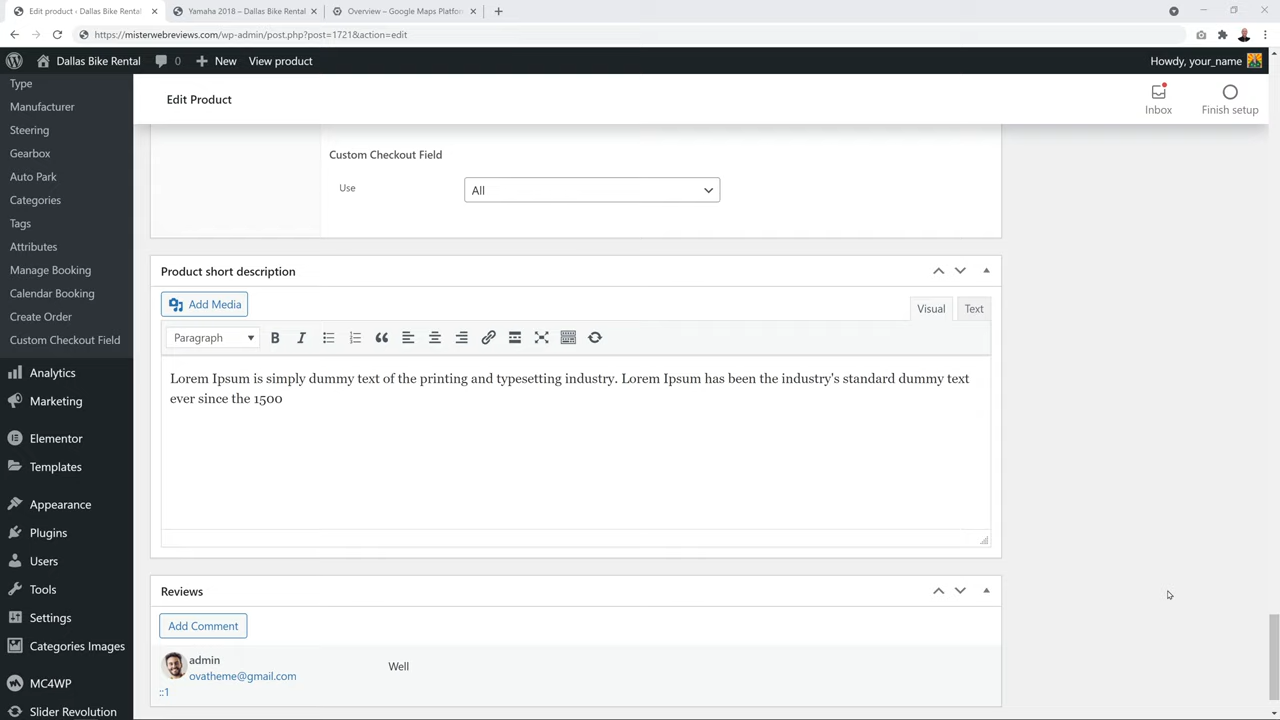 Edit product ‹ Dallas Bike Rental
Yamaha 2018 – Dallas Bike Rental
Overview – Google Maps Platfo
https://misterwebreviews.com/wp-admin/post.php?post=1721&action=edit
Dallas Bike Rental
0
New
View product
Howdy, your_name
Type
Manufacturer
Steering
Gearbox
Auto Park
Categories
Tags
Attributes
Manage Booking
Calendar Booking
Create Order
Custom Checkout Field
Analytics
Marketing
Elementor
Templates
Appearance
Plugins
Users
Tools
Settings
Categories Images
MC4WP
Slider Revolution
Edit Product
Inbox
Finish setup
Custom Checkout Field
Use
All
Product short description
Add Media
Visual
Text
Paragraph
B
I
Lorem Ipsum is simply dummy text of the printing and typesetting industry. Lorem Ipsum has been the industry's standard dummy text
ever since the 1500
Reviews
Add Comment
admin
ovatheme@gmail.com
::1
Well